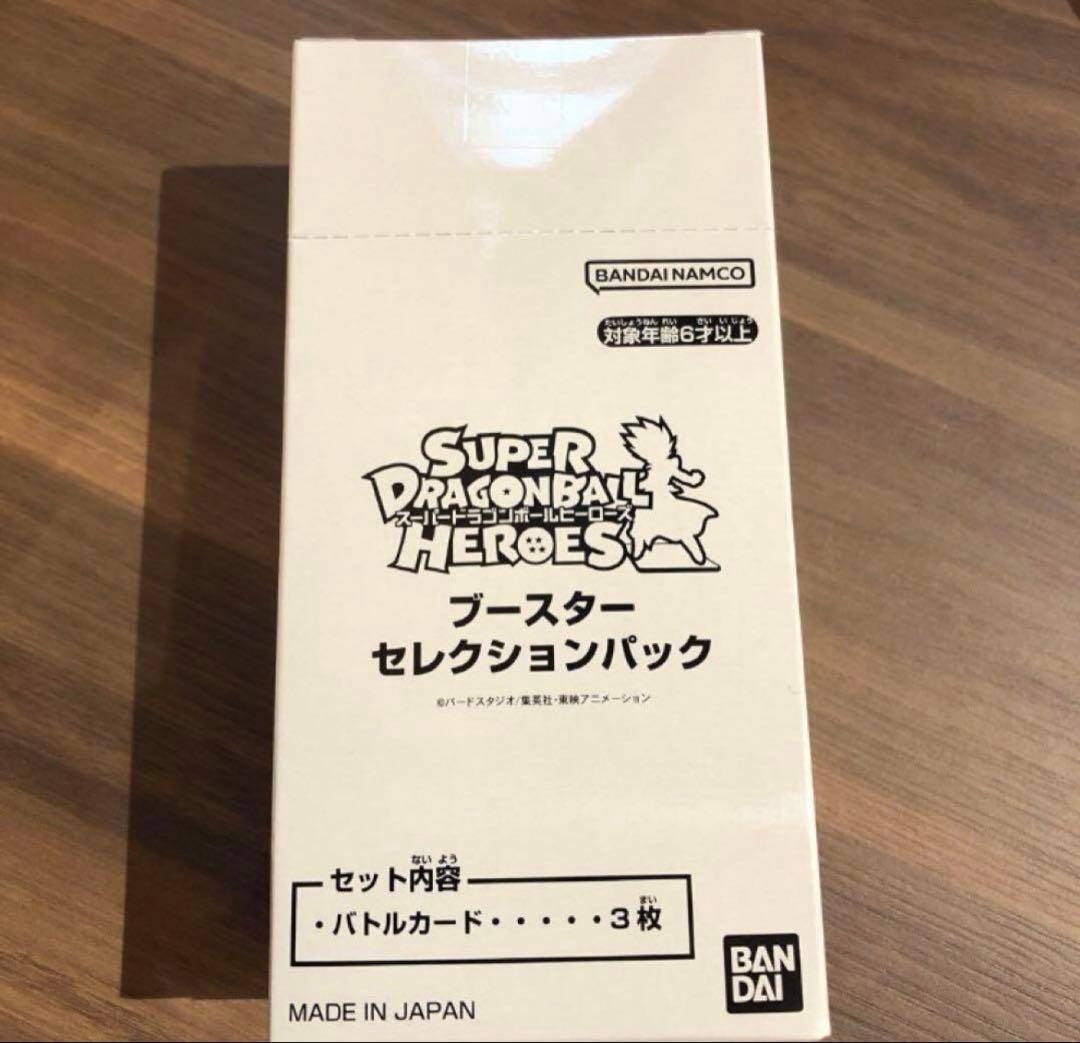 BANDAI NAMCO
たいしょうねんれい さいいじょう
対象年齢6才以上
SUPER
DRAGONBALL
スーパードラゴンボールヒーローズ
HEROES
ブースター
セレクションパック
©バードスタジオ/集英社・東映アニメーション
ないよう
セット内容
まい
・バトルカード・・・・・3枚
BAN
DAI
MADE IN JAPAN